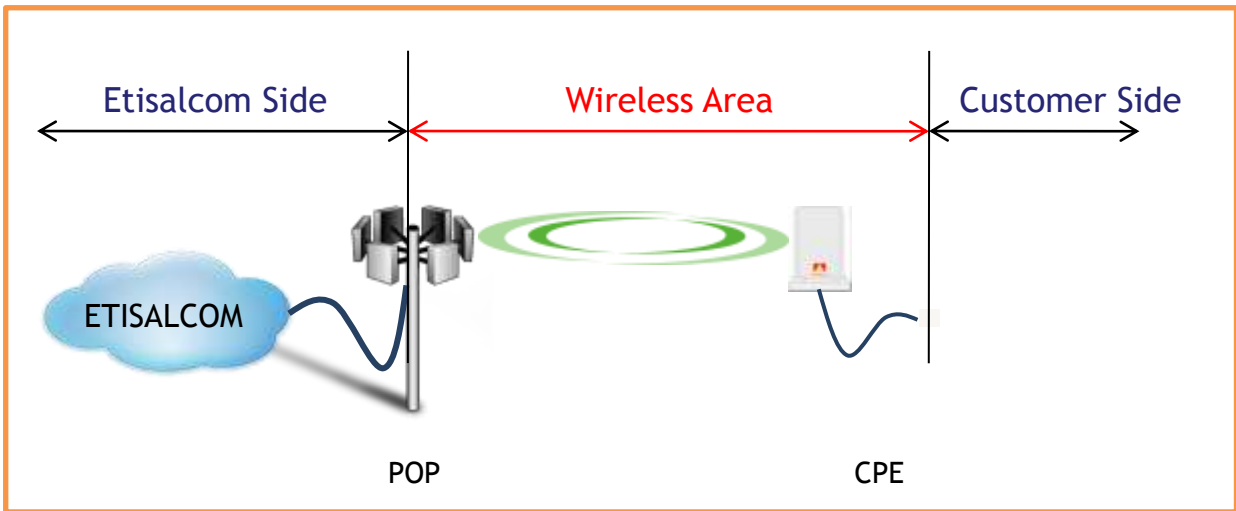 Etisalcom Side
Wireless Area
Customer Side
ETISALCOM
POP
CPE